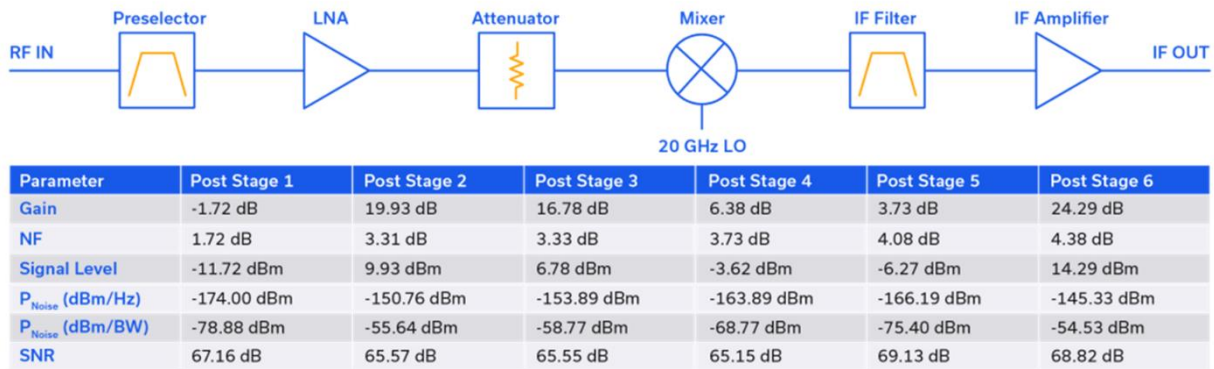 Preselector LNA Attenuator Mixer IF Filter IF Amplifier
RF IN IF OUT
20 GHz LO
Parameter Post Stage 1 Post Stage 2 Post Stage 3 Post Stage 4 Post Stage 5 Post Stage 6
Gain -1.72 dB 19.93 dB 16.78 dB 6.38 dB 3.73 dB 24.29 dB
NF 1.72 dB 3.31 dB 3.33 dB 3.73 dB 4.08 dB 4.38 dB
Signal Level -11.72 dBm 9.93 dBm 6.78 dBm -3.62 dBm -6.27 dBm 14.29 dBm
PNoise (dBm/Hz) -174.00 dBm -150.76 dBm -153.89 dBm -163.89 dBm -166.19 dBm -145.33 dBm
PNoise (dBm/BW) -78.88 dBm -55.64 dBm -58.77 dBm -68.77 dBm -75.40 dBm -54.53 dBm
SNR 67.16 dB 65.57 dB 65.55 dB 65.15 dB 69.13 dB 68.82 dB